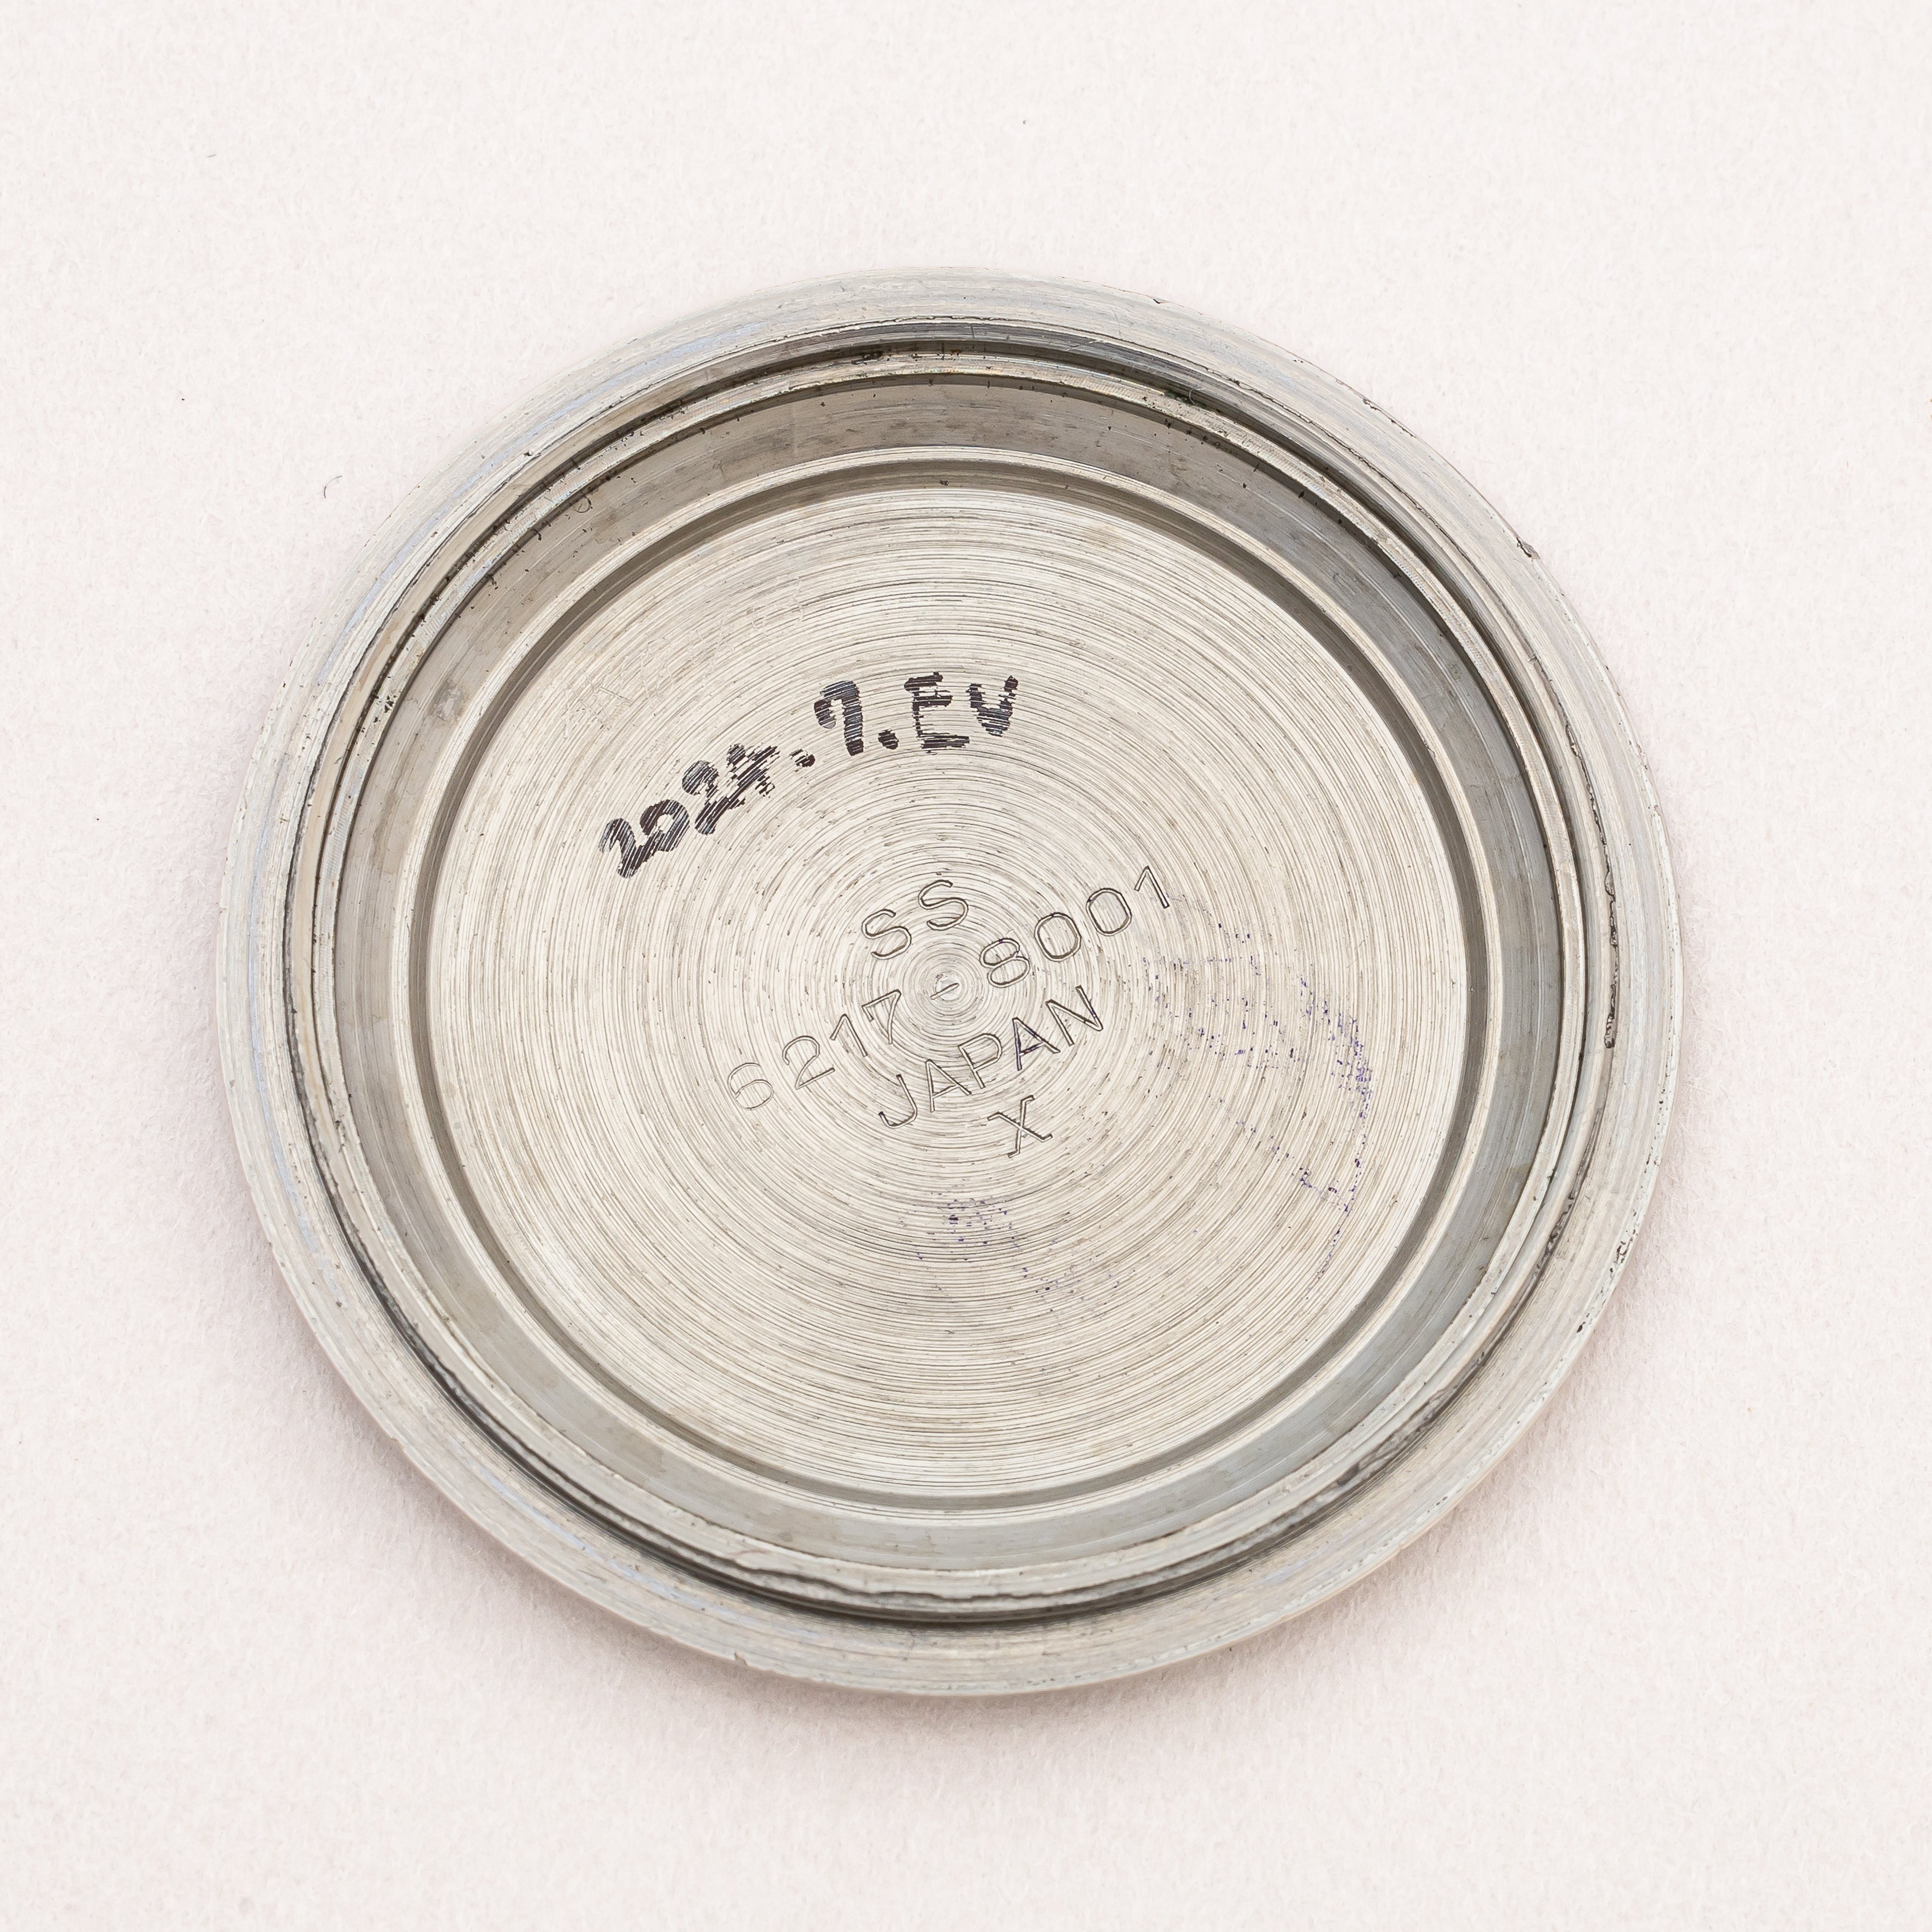 2024.7.EV
SS
6217-8001
JAPAN
X